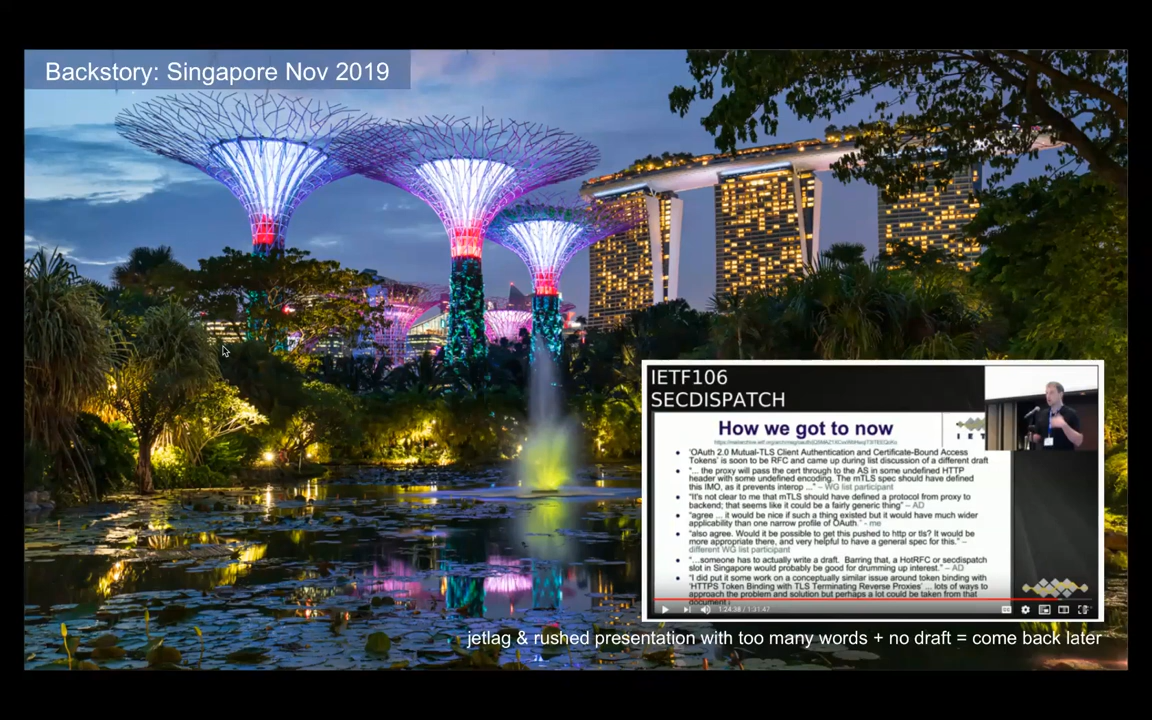 Backstory: Singapore Nov 2019
IETF106
SECDISPATCH
How we got to now
I E T
'OAuth 2.0 Mutual-TLS Client Authentication and Certificate-Bound Access
Tokens' is soon to be RFC and came up during list discussion of a different draft
"... the proxy will pass the cert through to the AS in some undefined HTTP
header with some undefined encoding. The mTLS spec should have defined
this IMO, as it prevents interop ..." – WG list participant
"It's not clear to me that mTLS should have defined a protocol from proxy to
backend; that seems like it could be a fairly generic thing" – AD
"agree ... it would be nice if such a thing existed but it would have much wider
applicability than one narrow profile of OAuth." - me
"also agree. Would it be possible to get this pushed to http or tls? It would be
more appropriate there, and very helpful to have a general spec for this." –
different WG list participant
"...someone has to actually write a draft. Barring that, a HotRFC or secdispatch
slot in Singapore would probably be good for drumming up interest." – AD
"I did put it some work on a conceptually similar issue around token binding with
'HTTPS Token Binding with TLS Terminating Reverse Proxies' ... lots of ways to
approach the problem and solution but perhaps a lot could be taken from that
document
1:24:38 / 1:31:47
jetlag & rushed presentation with too many words + no draft = come back later